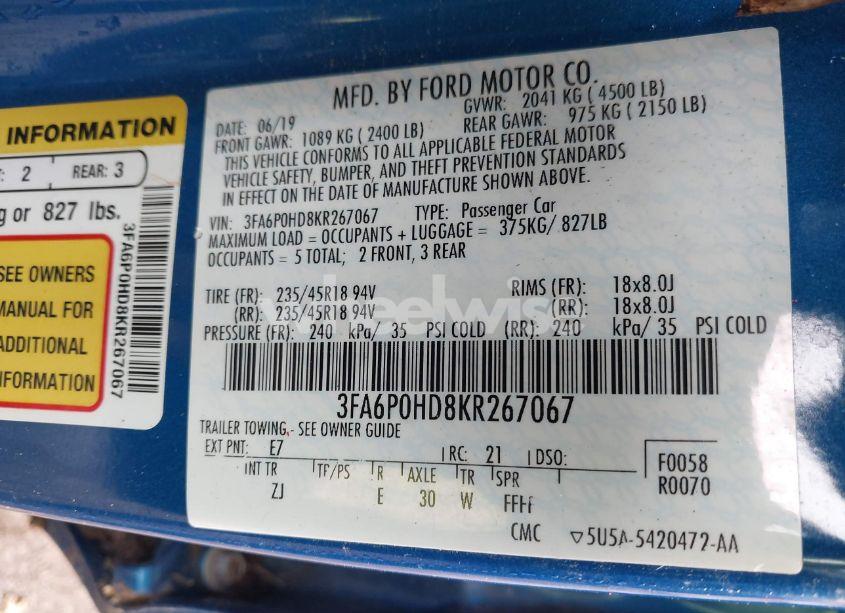 INFORMATION
2 REAR: 3
g or 827 lbs.
SEE OWNERS
MANUAL FOR
ADDITIONAL
INFORMATION
3FA6P0HD8KR267067
MFD. BY FORD MOTOR CO.
DATE: 06/19 GVWR: 2041 KG ( 4500 LB)
FRONT GAWR: 1089 KG ( 2400 LB) REAR GAWR: 975 KG ( 2150 LB)
THIS VEHICLE CONFORMS TO ALL APPLICABLE FEDERAL MOTOR
VEHICLE SAFETY, BUMPER, AND THEFT PREVENTION STANDARDS
IN EFFECT ON THE DATE OF MANUFACTURE SHOWN ABOVE.
VIN: 3FA6P0HD8KR267067 TYPE: Passenger Car
MAXIMUM LOAD = OCCUPANTS + LUGGAGE = 375KG/ 827LB
OCCUPANTS = 5 TOTAL; 2 FRONT, 3 REAR
TIRE (FR): 235/45R18 94V RIMS (FR): 18x8.0J
(RR): 235/45R18 94V (RR): 18x8.0J
PRESSURE (FR): 240 kPa/ 35 PSI COLD (RR): 240 kPa/ 35 PSI COLD
wheelwise
3FA6P0HD8KR267067
TRAILER TOWING - SEE OWNER GUIDE
EXT PNT: E7 RC: 21 DSO: F0058
INT TR TP/PS R AXLE TR SPR R0070
ZJ E 30 W FFFF
CMC ▽5U5A-5420472-AA